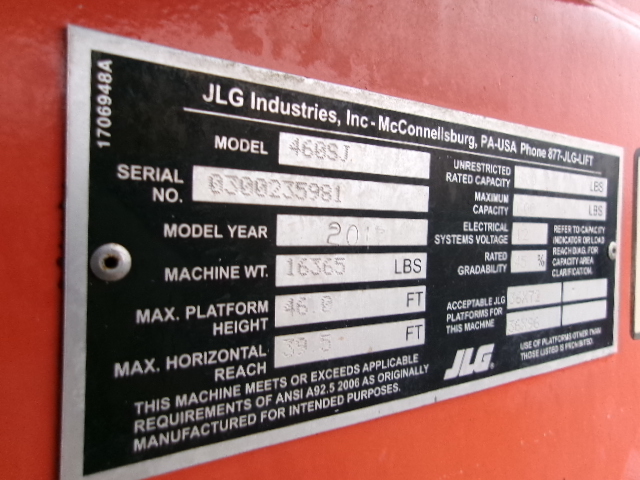 1706948A
JLG Industries, Inc - McConnellsburg, PA-USA Phone 877-JLG-LIFT
MODEL 460SJ
SERIAL NO. 0300235981
MODEL YEAR
MACHINE WT. 16365 LBS
MAX. PLATFORM HEIGHT 46.0 FT
MAX. HORIZONTAL REACH 39.5 FT
UNRESTRICTED RATED CAPACITY LBS
MAXIMUM CAPACITY LBS
ELECTRICAL SYSTEMS VOLTAGE
RATED GRADABILITY %
REFER TO CAPACITY
INDICATOR OR LOAD
REACH DIAG. FOR
CAPACITY AREA
CLARIFICATION.
ACCEPTABLE JLG
PLATFORMS FOR
THIS MACHINE
JLG
USE OF PLATFORMS OTHER THAN
THOSE LISTED IS PROHIBITED.
THIS MACHINE MEETS OR EXCEEDS APPLICABLE
REQUIREMENTS OF ANSI A92.5 2006 AS ORIGINALLY
MANUFACTURED FOR INTENDED PURPOSES.